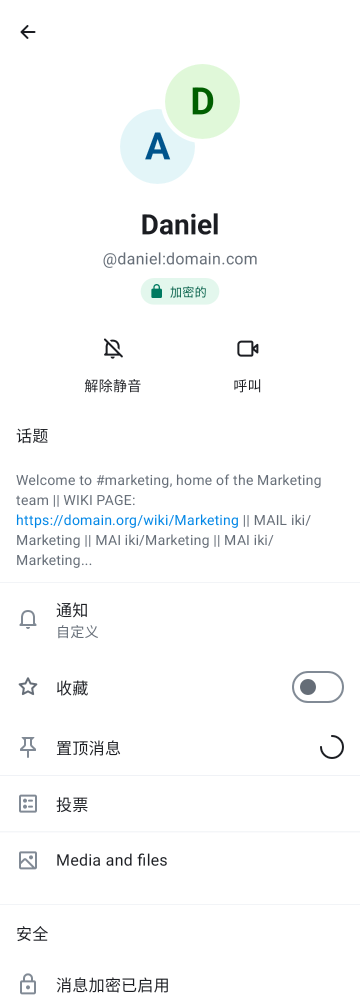 D
A
Daniel
@daniel:domain.com
加密的
解除静音
呼叫
话题
Welcome to #marketing, home of the Marketing
team || WIKI PAGE:
https://domain.org/wiki/Marketing || MAIL iki/
Marketing || MAI iki/Marketing || MAI iki/
Marketing...
通知
自定义
收藏
置顶消息
投票
Media and files
安全
消息加密已启用